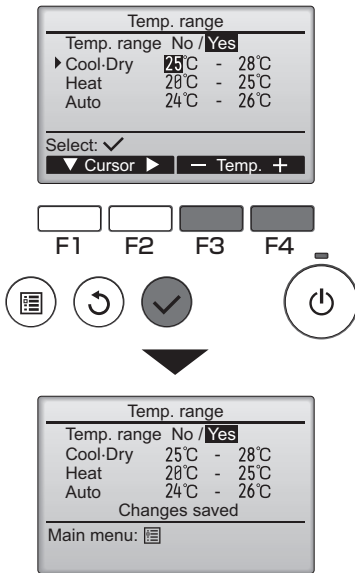 Temp. range
Temp. range No / Yes
Cool·Dry 25°C - 28°C
Heat 20°C - 25°C
Auto 24°C - 26°C
Select: ✓
▼ Cursor ▶ − Temp. +
F1 F2 F3 F4
Temp. range
Temp. range No / Yes
Cool·Dry 25°C - 28°C
Heat 20°C - 25°C
Auto 24°C - 26°C
Changes saved
Main menu: